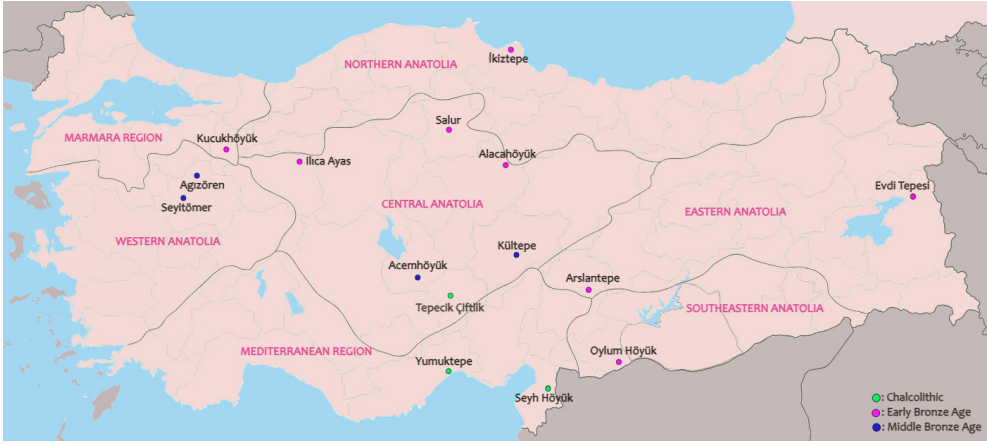 İkiztepe
NORTHERN ANATOLIA
Salur
MARMARA REGION
Kucukhöyük
Ilıca Ayas
Alacahöyük
Agızören
Evdi Tepesi
Seyitömer
CENTRAL ANATOLIA
EASTERN ANATOLIA
WESTERN ANATOLIA
Kültepe
Acemhöyük
Arslantepe
Tepecik Çiftlik
SOUTHEASTERN ANATOLIA
MEDITERRANEAN REGION
Oylum Höyük
Yumuktepe
Seyh Höyük
: Chalcolithic
: Early Bronze Age
: Middle Bronze Age